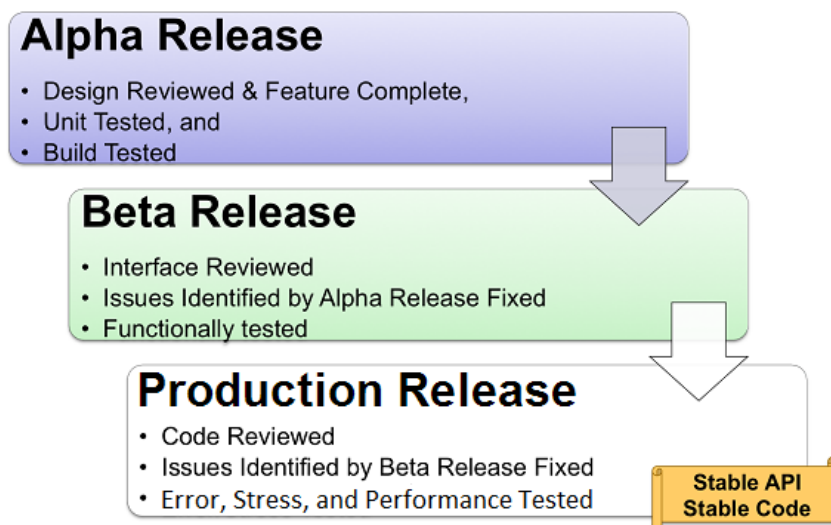 Alpha Release
• Design Reviewed & Feature Complete,
• Unit Tested, and
• Build Tested
Beta Release
• Interface Reviewed
• Issues Identified by Alpha Release Fixed
• Functionally tested
Production Release
• Code Reviewed
• Issues Identified by Beta Release Fixed
• Error, Stress, and Performance Tested
Stable API
Stable Code